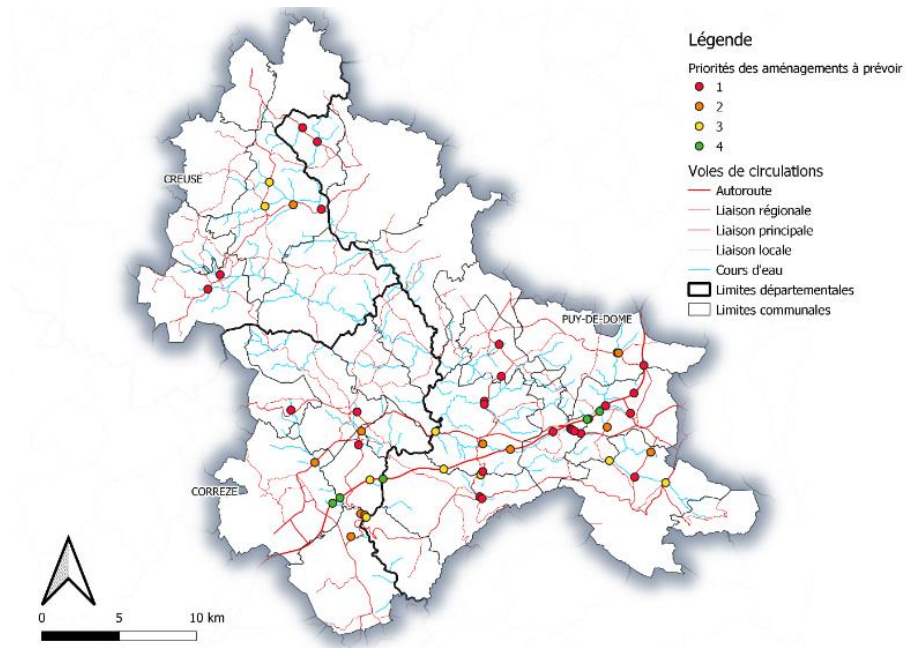 Légende
Priorités des aménagements à prévoir
1
2
3
4
Voies de circulations
Autoroute
Liaison régionale
Liaison principale
Liaison locale
Cours d'eau
Limites départementales
Limites communales
CREUSE
PUY-DE-DOME
CORREZE
0 5 10 km